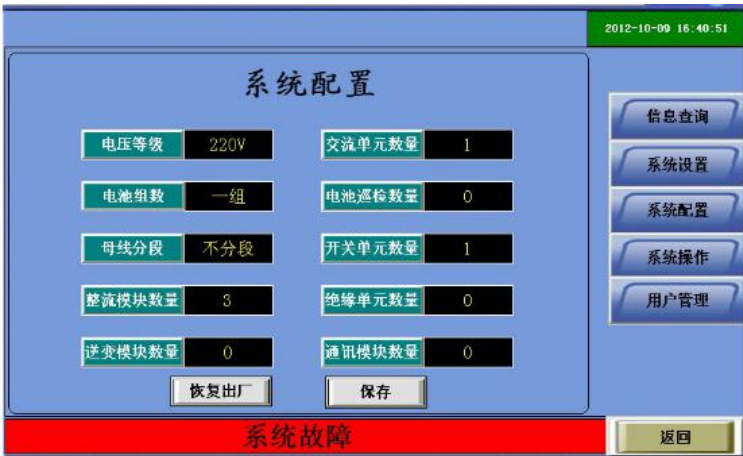 2012-10-09 16:40:51
系统配置
电压等级 220V 交流单元数量 1
电池组数 一组 电池巡检数量 0
母线分段 不分段 开关单元数量 1
整流模块数量 3 绝缘单元数量 0
逆变模块数量 0 通讯模块数量 0
恢复出厂 保存
信息查询
系统设置
系统配置
系统操作
用户管理
系统故障
返回